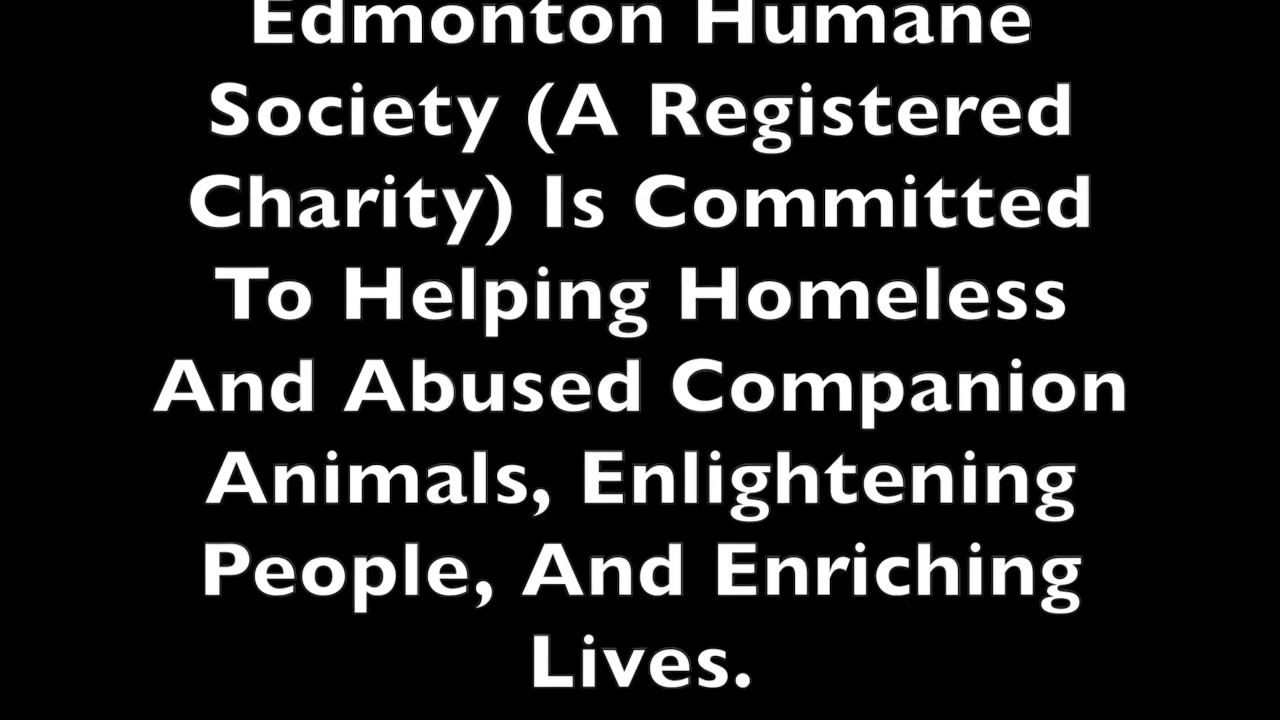 Edmonton Humane
Society (A Registered
Charity) Is Committed
To Helping Homeless
And Abused Companion
Animals, Enlightening
People, And Enriching
Lives.